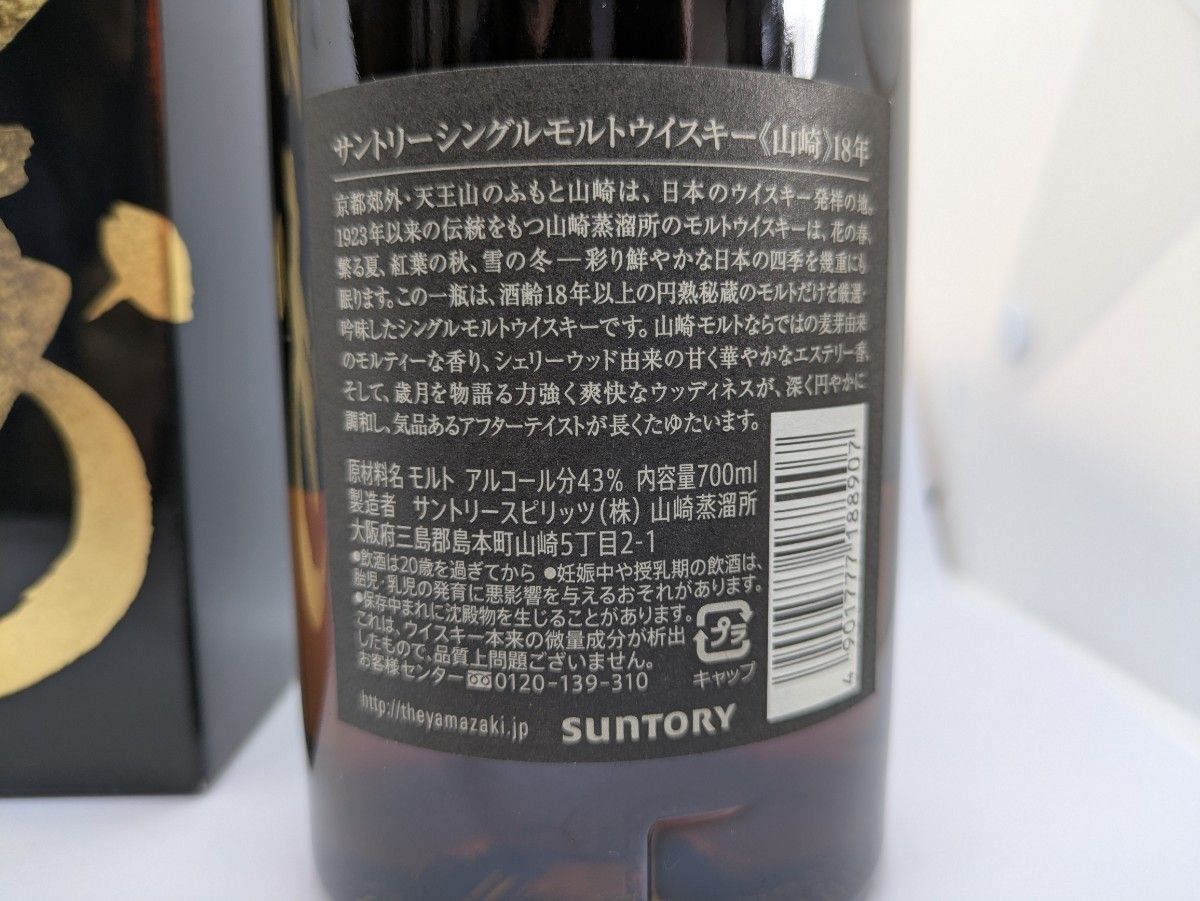 サントリーシングルモルトウイスキー《山崎》18年
京都郊外・天王山のふもと山崎は、日本のウイスキー発祥の地。
1923年以来の伝統をもつ山崎蒸溜所のモルトウイスキーは、花の春、
繁る夏、紅葉の秋、雪の冬―彩り鮮やかな日本の四季を幾重にも
眠ります。この一瓶は、酒齢18年以上の円熟秘蔵のモルトだけを厳選・
吟味したシングルモルトウイスキーです。山崎モルトならではの麦芽由来
のモルティーな香り、シェリーウッド由来の甘く華やかなエステリー香、
そして、歳月を物語る力強く爽快なウッディネスが、深く円やかに
調和し、気品あるアフターテイストが長くたゆたいます。
原材料名 モルト アルコール分43% 内容量700ml
製造者 サントリースピリッツ(株) 山崎蒸溜所
大阪府三島郡島本町山崎5丁目2-1
●飲酒は20歳を過ぎてから ●妊娠中や授乳期の飲酒は、
胎児・乳児の発育に悪影響を与えるおそれがあります。
●保存中まれに沈殿物を生じることがあります。
これは、ウイスキー本来の微量成分が析出
したもので、品質上問題ございません。
お客様センター 0120-139-310
プラ
キャップ
http://theyamazaki.jp
SUNTORY
4 901777 188907